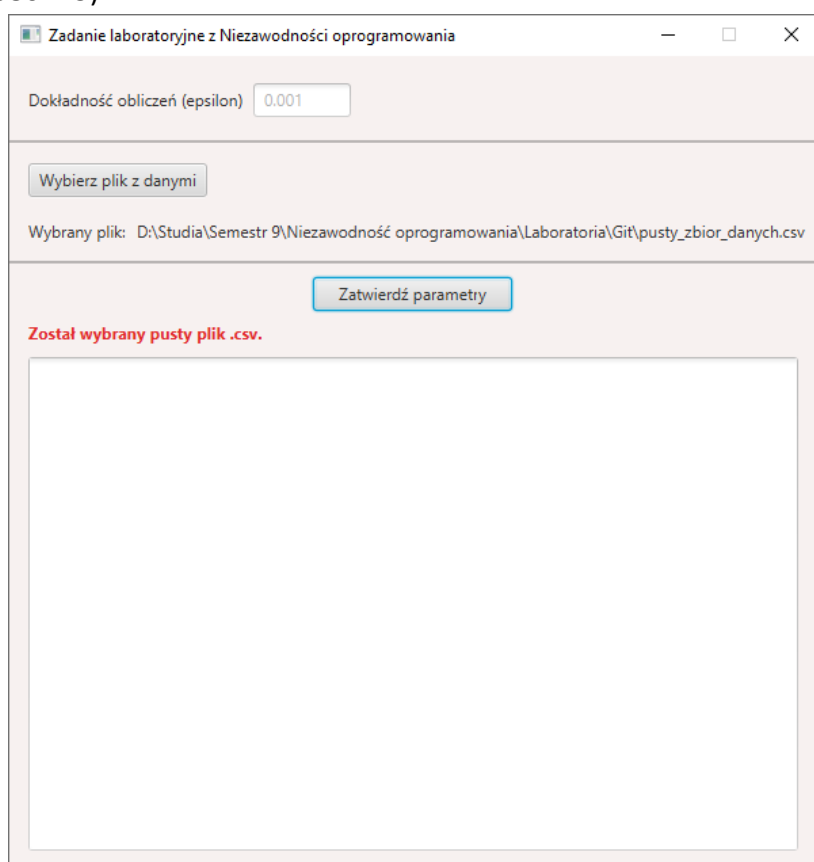 Zadanie laboratoryjne z Niezawodności oprogramowania
Dokładność obliczeń (epsilon) 0.001
Wybierz plik z danymi
Wybrany plik: D:\Studia\Semestr 9\Niezawodność oprogramowania\Laboratoria\Git\pusty_zbior_danych.csv
Zatwierdź parametry
Został wybrany pusty plik .csv.